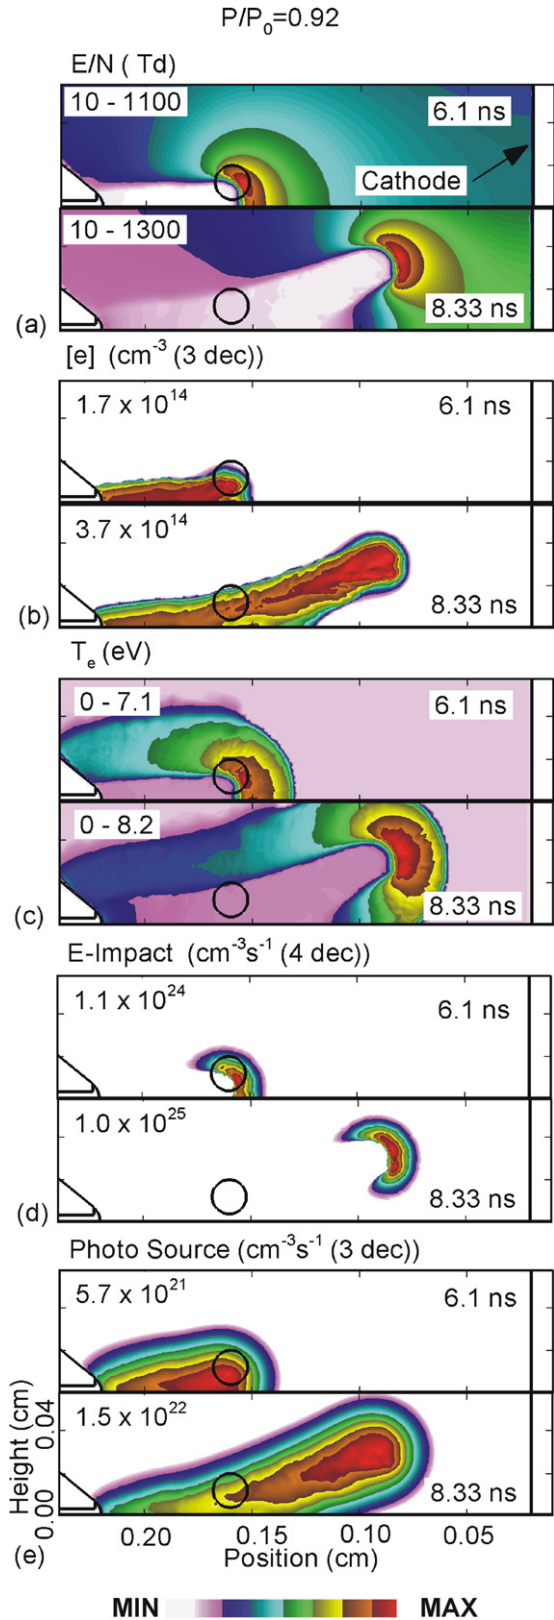 P/P₀=0.92
E/N ( Td)
10 - 1100
6.1 ns
Cathode
10 - 1300
8.33 ns
(a)
[e] (cm⁻³ (3 dec))
1.7 x 10¹⁴
6.1 ns
3.7 x 10¹⁴
8.33 ns
(b)
Tₑ (eV)
0 - 7.1
6.1 ns
0 - 8.2
8.33 ns
(c)
E-Impact (cm⁻³s⁻¹ (4 dec))
1.1 x 10²⁴
6.1 ns
1.0 x 10²⁵
8.33 ns
(d)
Photo Source (cm⁻³s⁻¹ (3 dec))
5.7 x 10²¹
6.1 ns
1.5 x 10²²
8.33 ns
Height (cm)
0.04
0.00
(e)
0.20 0.15 0.10 0.05
Position (cm)
MIN MAX